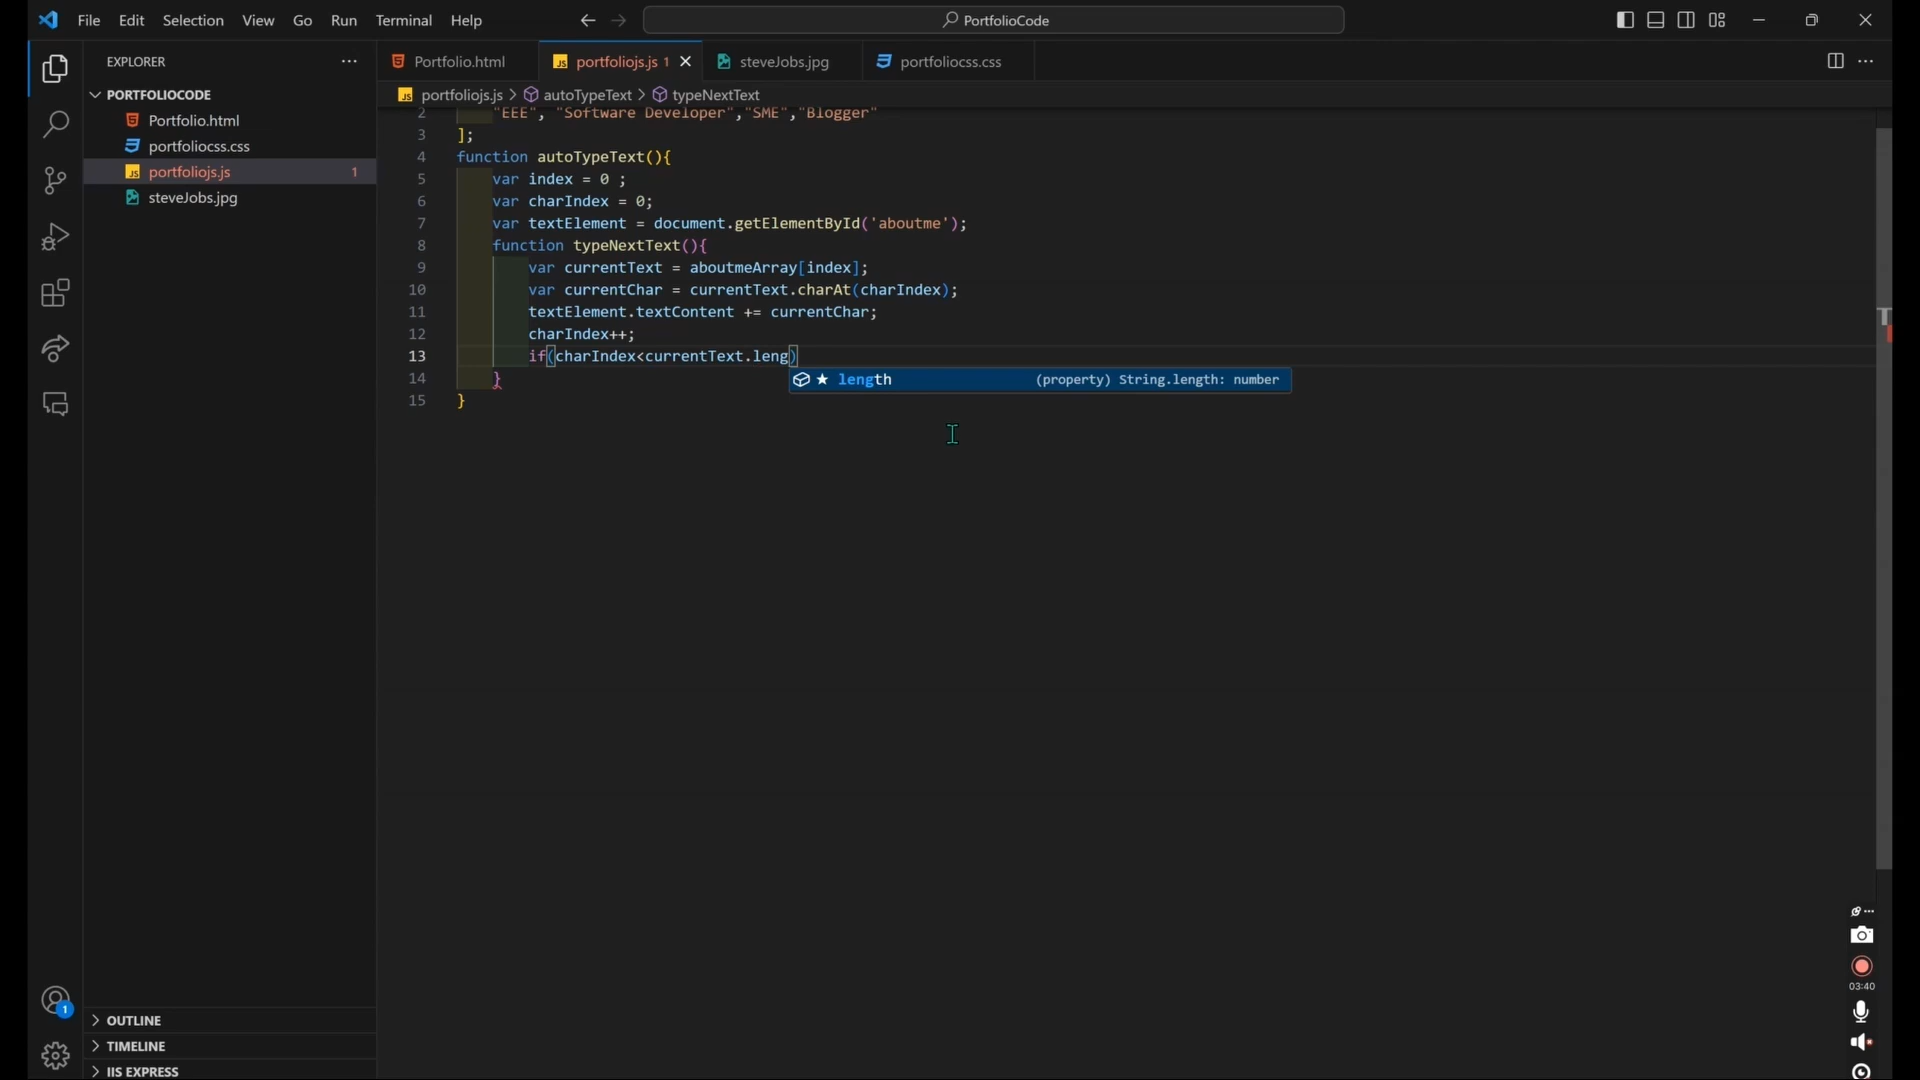 File Edit Selection View Go Run Terminal Help
PortfolioCode
EXPLORER
PORTFOLIOCODE
Portfolio.html
portfoliocss.css
portfoliojs.js 1
steveJobs.jpg
Portfolio.html
portfoliojs.js 1
steveJobs.jpg
portfoliocss.css
portfoliojs.js > autoTypeText > typeNextText
2 "EEE", "Software Developer","SME","Blogger"
3 ];
4 function autoTypeText(){
5 var index = 0 ;
6 var charIndex = 0;
7 var textElement = document.getElementById('aboutme');
8 function typeNextText(){
9 var currentText = aboutmeArray[index];
10 var currentChar = currentText.charAt(charIndex);
11 textElement.textContent += currentChar;
12 charIndex++;
13 if(charIndex<currentText.leng)
length (property) String.length: number
14 }
15 }
1
OUTLINE
TIMELINE
IIS EXPRESS
03:40